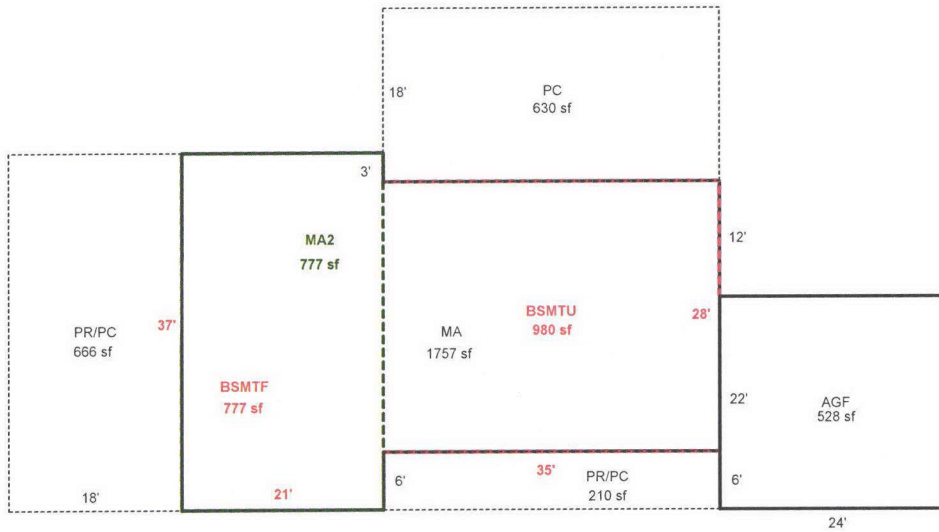 18'
PC
630 sf
3'
MA2
777 sf
12'
PR/PC
666 sf
37'
BSMTU
980 sf
28'
MA
1757 sf
BSMTF
777 sf
22'
AGF
528 sf
18'
21'
6'
35'
PR/PC
210 sf
6'
24'